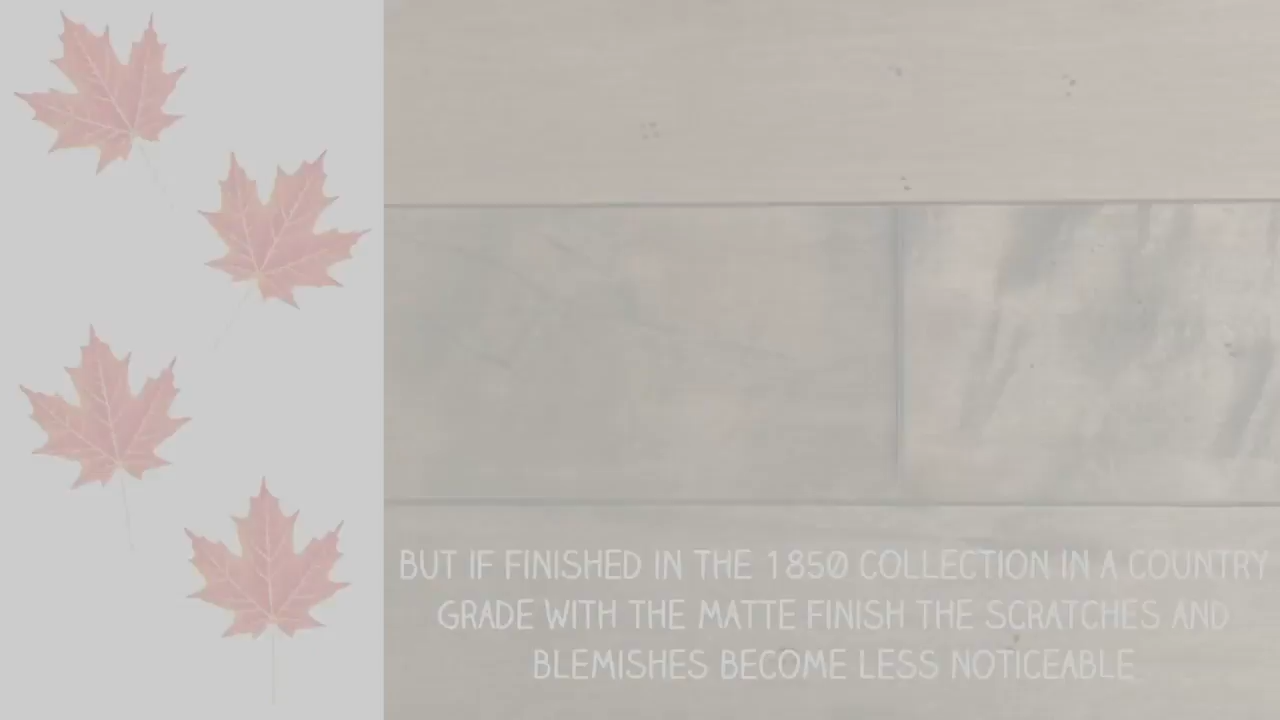 BUT IF FINISHED IN THE 1850 COLLECTION IN A COUNTRY
GRADE WITH THE MATTE FINISH THE SCRATCHES AND
BLEMISHES BECOME LESS NOTICEABLE